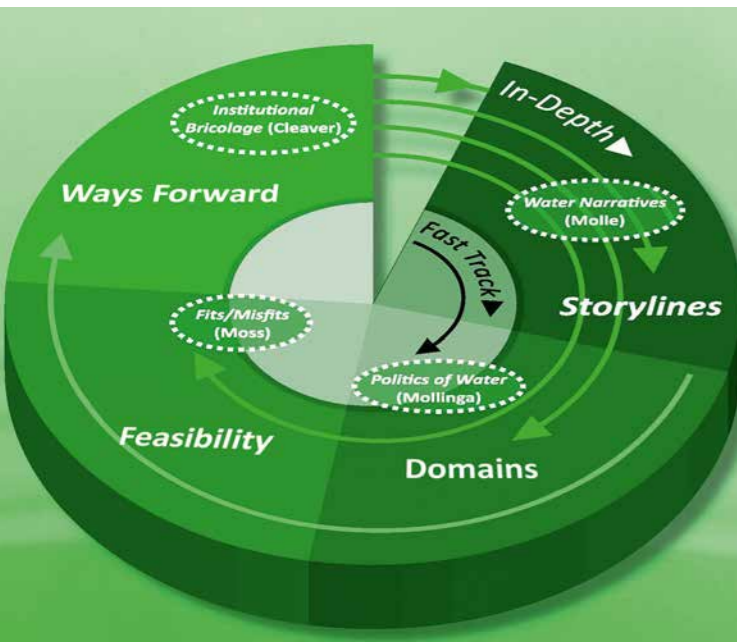 In-Depth
Institutional
Bricolage (Cleaver)
Ways Forward
Water Narratives
(Molle)
Fast Track
Storylines
Fits/Misfits
(Moss)
Politics of Water
(Mollinga)
Feasibility
Domains